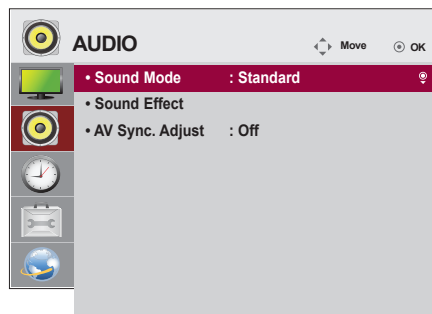 AUDIO Move OK
• Sound Mode : Standard
• Sound Effect
• AV Sync. Adjust : Off